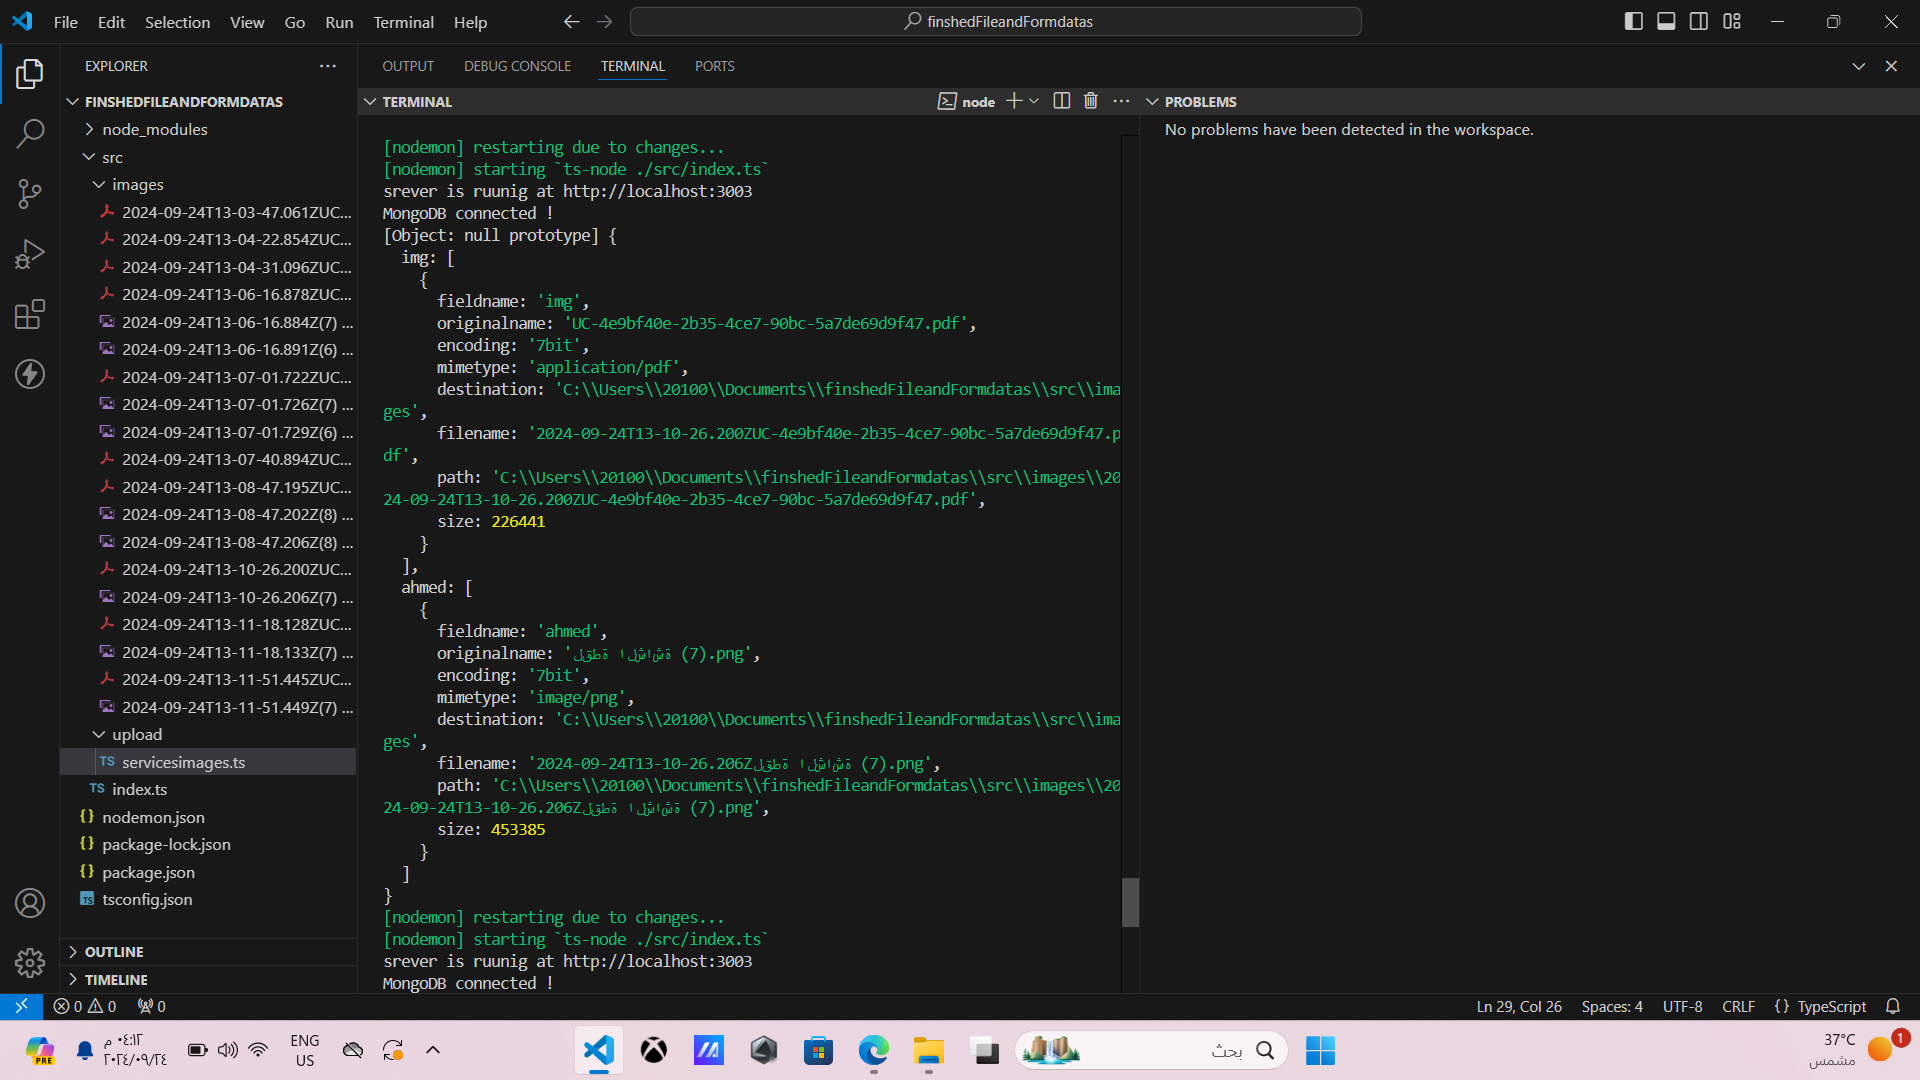 File Edit Selection View Go Run Terminal Help
finshedFileandFormdatas
EXPLORER
FINSHEDFILEANDFORMDATAS
node_modules
src
images
2024-09-24T13-03-47.061ZUC...
2024-09-24T13-04-22.854ZUC...
2024-09-24T13-04-31.096ZUC...
2024-09-24T13-06-16.878ZUC...
2024-09-24T13-06-16.884Z(7) ...
2024-09-24T13-06-16.891Z(6) ...
2024-09-24T13-07-01.722ZUC...
2024-09-24T13-07-01.726Z(7) ...
2024-09-24T13-07-01.729Z(6) ...
2024-09-24T13-07-40.894ZUC...
2024-09-24T13-08-47.195ZUC...
2024-09-24T13-08-47.202Z(8) ...
2024-09-24T13-08-47.206Z(8) ...
2024-09-24T13-10-26.200ZUC...
2024-09-24T13-10-26.206Z(7) ...
2024-09-24T13-11-18.128ZUC...
2024-09-24T13-11-18.133Z(7) ...
2024-09-24T13-11-51.445ZUC...
2024-09-24T13-11-51.449Z(7) ...
upload
TS servicesimages.ts
TS index.ts
{} nodemon.json
{} package-lock.json
{} package.json
TS tsconfig.json
OUTLINE
TIMELINE
OUTPUT DEBUG CONSOLE TERMINAL PORTS
TERMINAL
node
[nodemon] restarting due to changes...
[nodemon] starting `ts-node ./src/index.ts`
srever is ruunig at http://localhost:3003
MongoDB connected !
[Object: null prototype] {
img: [
{
fieldname: 'img',
originalname: 'UC-4e9bf40e-2b35-4ce7-90bc-5a7de69d9f47.pdf',
encoding: '7bit',
mimetype: 'application/pdf',
destination: 'C:\\Users\\20100\\Documents\\finshedFileandFormdatas\\src\\ima
ges',
filename: '2024-09-24T13-10-26.200ZUC-4e9bf40e-2b35-4ce7-90bc-5a7de69d9f47.p
df',
path: 'C:\\Users\\20100\\Documents\\finshedFileandFormdatas\\src\\images\\20
24-09-24T13-10-26.200ZUC-4e9bf40e-2b35-4ce7-90bc-5a7de69d9f47.pdf',
size: 226441
}
],
ahmed: [
{
fieldname: 'ahmed',
originalname: 'لقطة الشاشة (7).png',
encoding: '7bit',
mimetype: 'image/png',
destination: 'C:\\Users\\20100\\Documents\\finshedFileandFormdatas\\src\\ima
ges',
filename: '2024-09-24T13-10-26.206Zلقطة الشاشة (7).png',
path: 'C:\\Users\\20100\\Documents\\finshedFileandFormdatas\\src\\images\\20
24-09-24T13-10-26.206Zلقطة الشاشة (7).png',
size: 453385
}
]
}
[nodemon] restarting due to changes...
[nodemon] starting `ts-node ./src/index.ts`
srever is ruunig at http://localhost:3003
MongoDB connected !
PROBLEMS
No problems have been detected in the workspace.
0 0 0
Ln 29, Col 26 Spaces: 4 UTF-8 CRLF {} TypeScript
PRE
٠٤:١٢ م
٢٠٢٤/٠٩/٢٤
ENG
US
بحث
37°C
مشمس
1